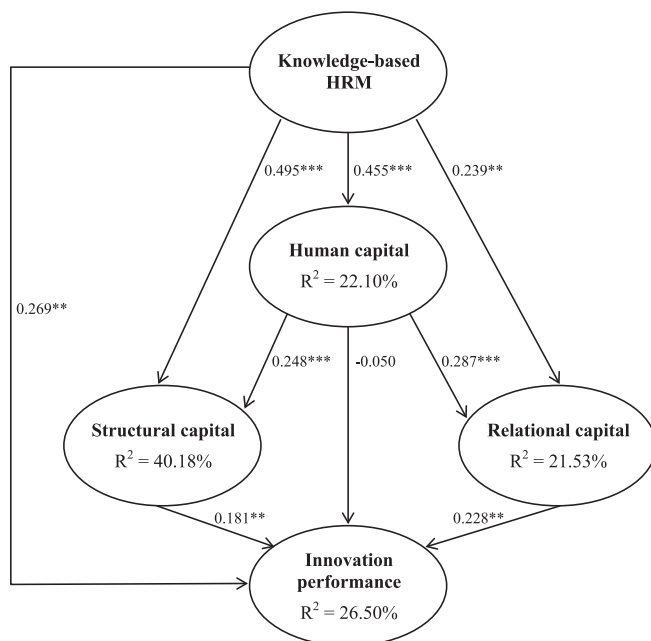 Knowledge-based
HRM
0.495***
0.455***
0.239**
Human capital
R² = 22.10%
0.269**
0.248***
-0.050
0.287***
Structural capital
R² = 40.18%
Relational capital
R² = 21.53%
0.181**
0.228**
Innovation
performance
R² = 26.50%